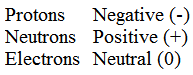 Protons Negative (-)
Neutrons Positive (+)
Electrons Neutral (0)